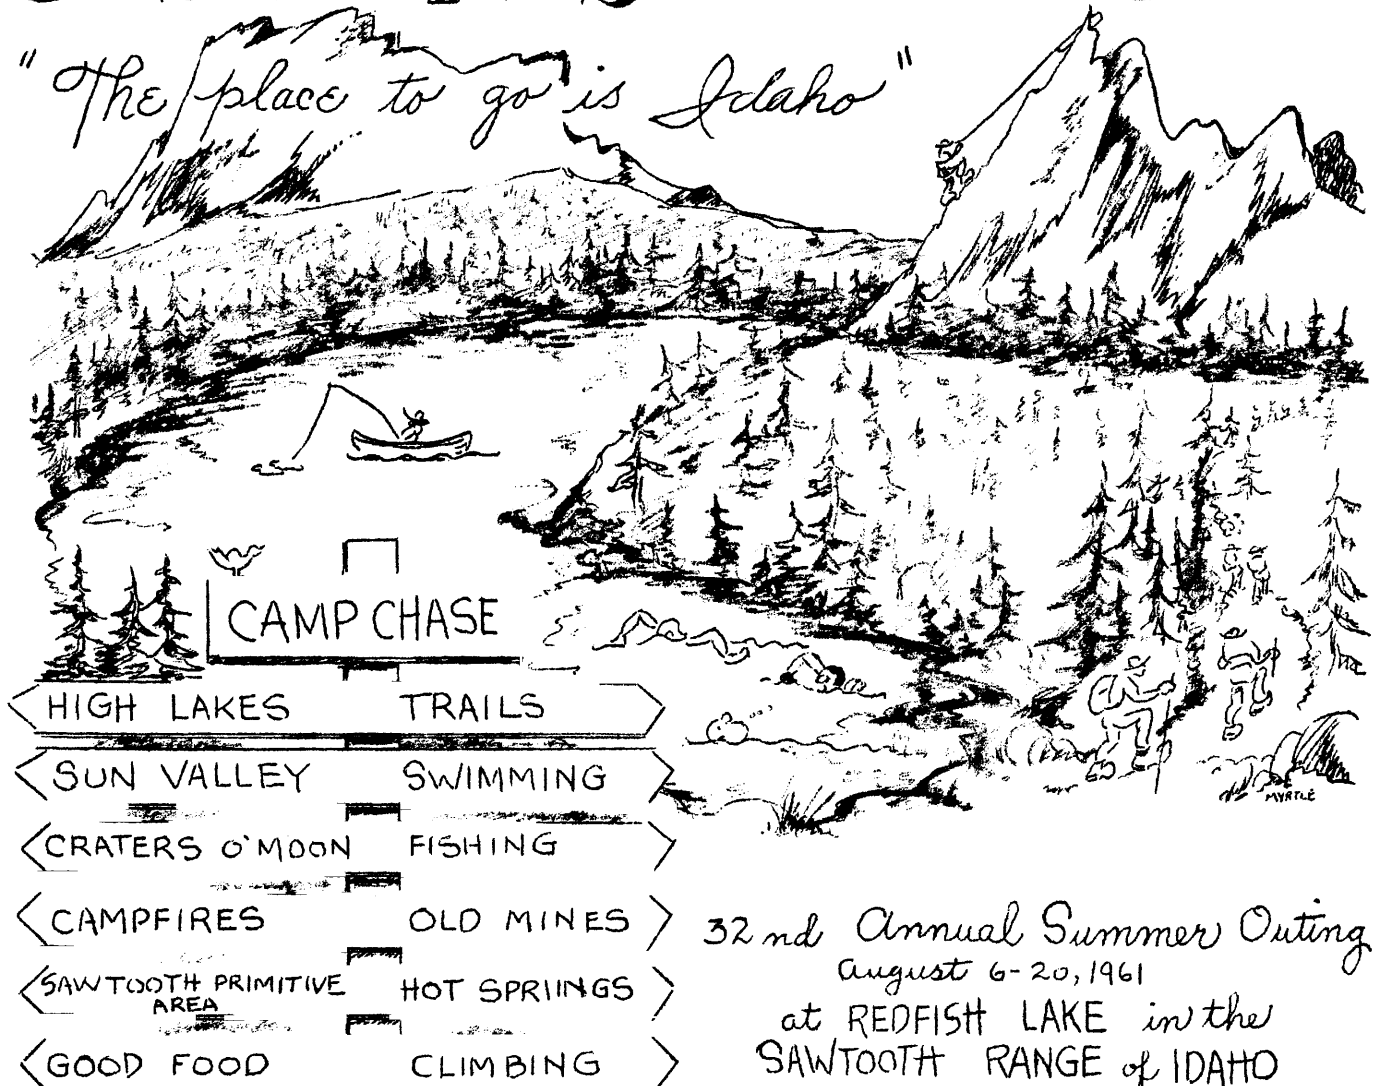 "The place to go is Idaho"
CAMP CHASE
HIGH LAKES TRAILS
SUN VALLEY SWIMMING
CRATERS O'MOON FISHING
CAMPFIRES OLD MINES
SAWTOOTH PRIMITIVE AREA HOT SPRIINGS
GOOD FOOD CLIMBING
MYRTLE
32nd Annual Summer Outing
August 6-20, 1961
at REDFISH LAKE in the
SAWTOOTH RANGE of IDAHO